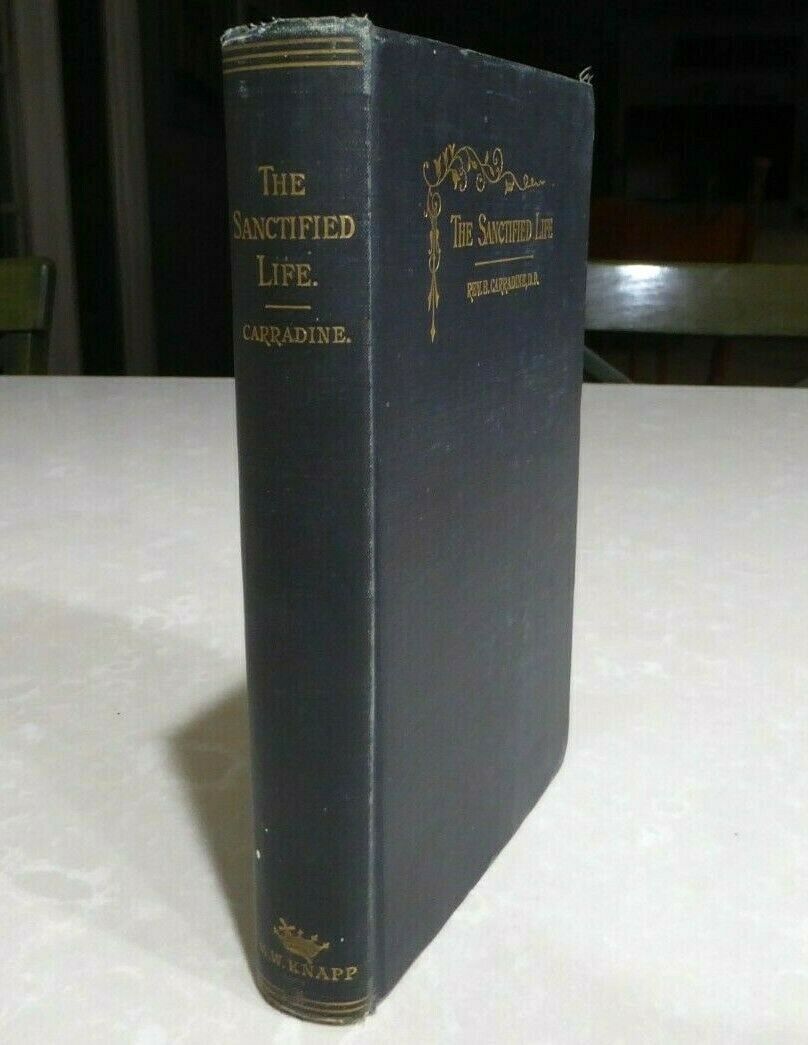 THE
SANCTIFIED
LIFE.
CARRADINE.
W. KNAPP
THE SANCTIFIED LIFE
REV. B. CARRADINE, D.D.